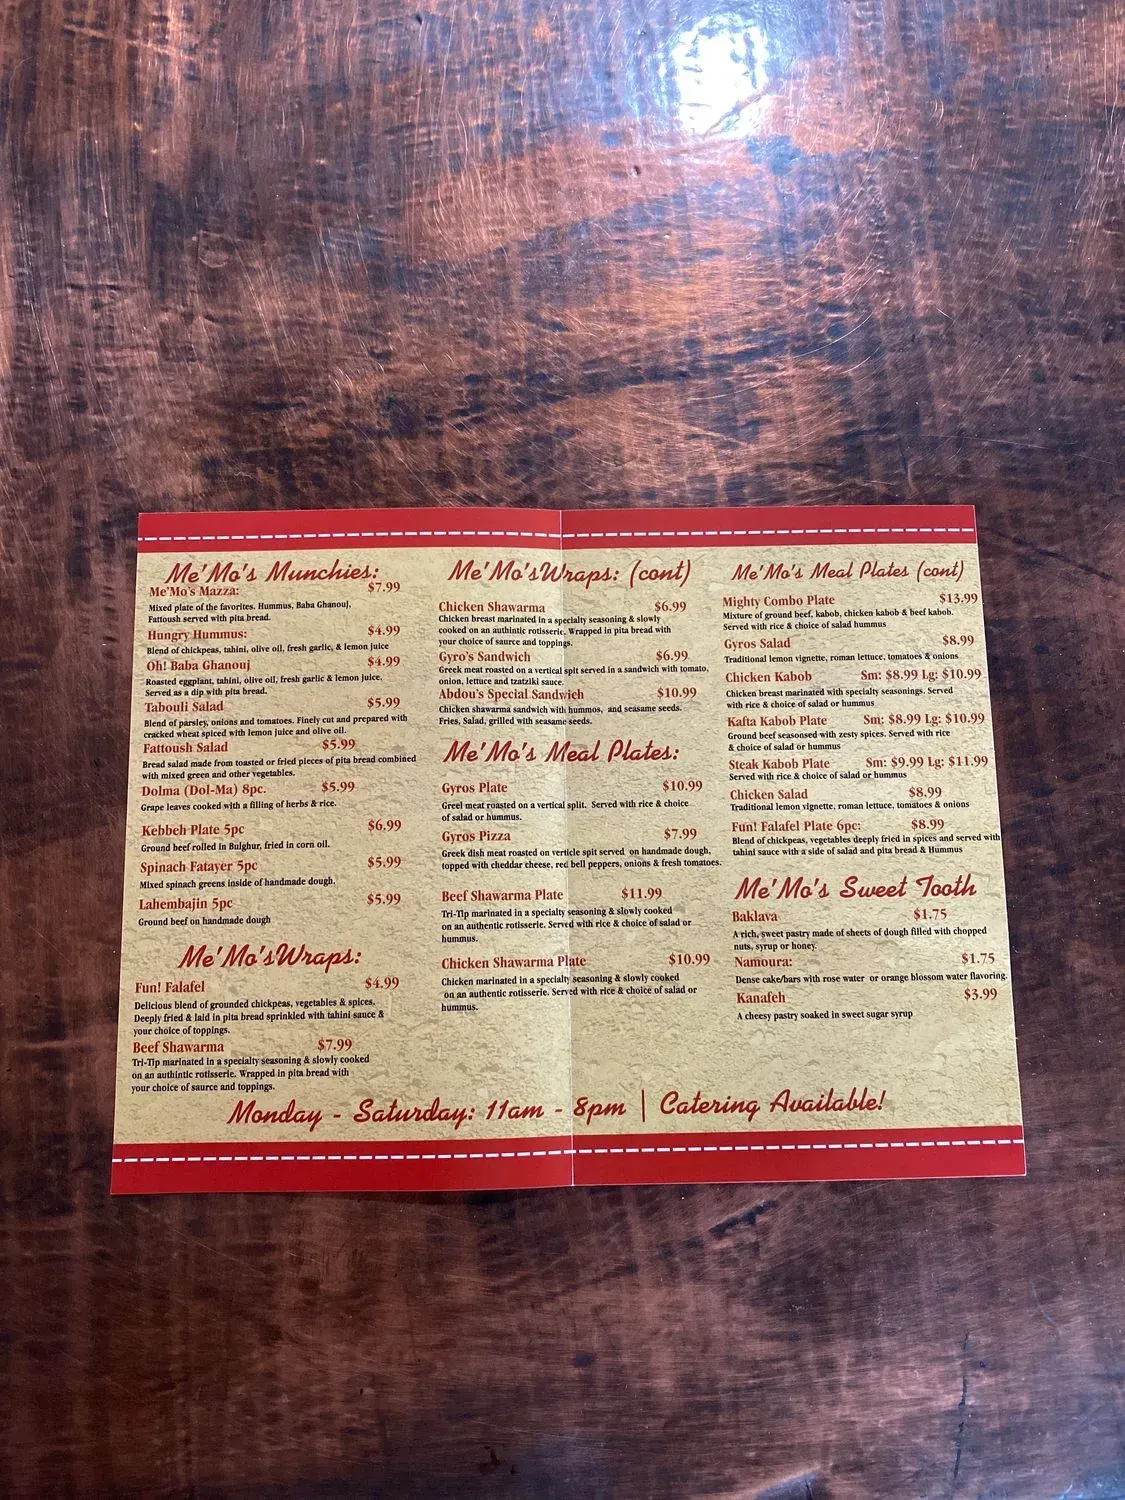 Me'Mo's Munchies:
Me'Mo's Mazza: $7.99
Mixed plate of the favorites. Hummus, Baba Ghanouj,
Fattoush served with pita bread.
Hungry Hummus: $4.99
Blend of chickpeas, tahini, olive oil, fresh garlic, & lemon juice
Oh! Baba Ghanouj $4.99
Roasted eggplant, tahini, olive oil, fresh garlic & lemon juice.
Served as a dip with pita bread.
Tabouli Salad $5.99
Blend of parsley, onions and tomatoes. Finely cut and prepared with
cracked wheat spiced with lemon juice and olive oil.
Fattoush Salad $5.99
Bread salad made from toasted or fried pieces of pita bread combined
with mixed green and other vegetables.
Dolma (Dol-Ma) 8pc. $5.99
Grape leaves cooked with a filling of herbs & rice.
Kebbeh Plate 5pc $6.99
Ground beef rolled in Bulghur, fried in corn oil.
Spinach Fatayer 5pc $5.99
Mixed spinach greens inside of handmade dough.
Lahembajin 5pc $5.99
Ground beef on handmade dough
Me'Mo'sWraps:
Fun! Falafel $4.99
Delicious blend of grounded chickpeas, vegetables & spices.
Deeply fried & laid in pita bread sprinkled with tahini sauce &
your choice of toppings.
Beef Shawarma $7.99
Tri-Tip marinated in a specialty seasoning & slowly cooked
on an authintic rotisserie. Wrapped in pita bread with
your choice of saurce and toppings.
Me'Mo'sWraps: (cont)
Chicken Shawarma $6.99
Chicken breast marinated in a specialty seasoning & slowly
cooked on an authintic rotisserie. Wrapped in pita bread with
your choice of saurce and toppings.
Gyro's Sandwich $6.99
Greek meat roasted on a vertical spit served in a sandwich with tomato,
onion, lettuce and tzatziki sauce.
Abdou's Special Sandwich $10.99
Chicken shawarma sandwich with hummos, and seasame seeds.
Fries, Salad, grilled with seasame seeds.
Me'Mo's Meal Plates:
Gyros Plate $10.99
Greel meat roasted on a vertical split. Served with rice & choice
of salad or hummus.
Gyros Pizza $7.99
Greek dish meat roasted on verticle spit served on handmade dough,
topped with cheddar cheese, red bell peppers, onions & fresh tomatoes.
Beef Shawarma Plate $11.99
Tri-Tip marinated in a specialty seasoning & slowly cooked
on an authentic rotisserie. Served with rice & choice of salad or
hummus.
Chicken Shawarma Plate $10.99
Chicken marinated in a specialty seasoning & slowly cooked
on an authentic rotisserie. Served with rice & choice of salad or
hummus.
Me'Mo's Meal Plates (cont)
Mighty Combo Plate $13.99
Mixture of ground beef, kabob, chicken kabob & beef kabob.
Served with rice & choice of salad hummus
Gyros Salad $8.99
Traditional lemon vignette, roman lettuce, tomatoes & onions
Chicken Kabob Sm: $8.99 Lg: $10.99
Chicken breast marinated with specialty seasonings. Served
with rice & choice of salad or hummus
Kafta Kabob Plate Sm: $8.99 Lg: $10.99
Ground beef seasonsed with zesty spices. Served with rice
& choice of salad or hummus
Steak Kabob Plate Sm: $9.99 Lg: $11.99
Served with rice & choice of salad or hummus
Chicken Salad $8.99
Traditional lemon vignette, roman lettuce, tomatoes & onions
Fun! Falafel Plate 6pc: $8.99
Blend of chickpeas, vegetables deeply fried in spices and served with
tahini sauce with a side of salad and pita bread & Hummus
Me'Mo's Sweet Tooth
Baklava $1.75
A rich, sweet pastry made of sheets of dough filled with chopped
nuts, syrup or honey.
Namoura: $1.75
Dense cake/bars with rose water or orange blossom water flavoring.
Kanafeh $3.99
A cheesy pastry soaked in sweet sugar syrup
Monday - Saturday: 11am - 8pm | Catering Available!